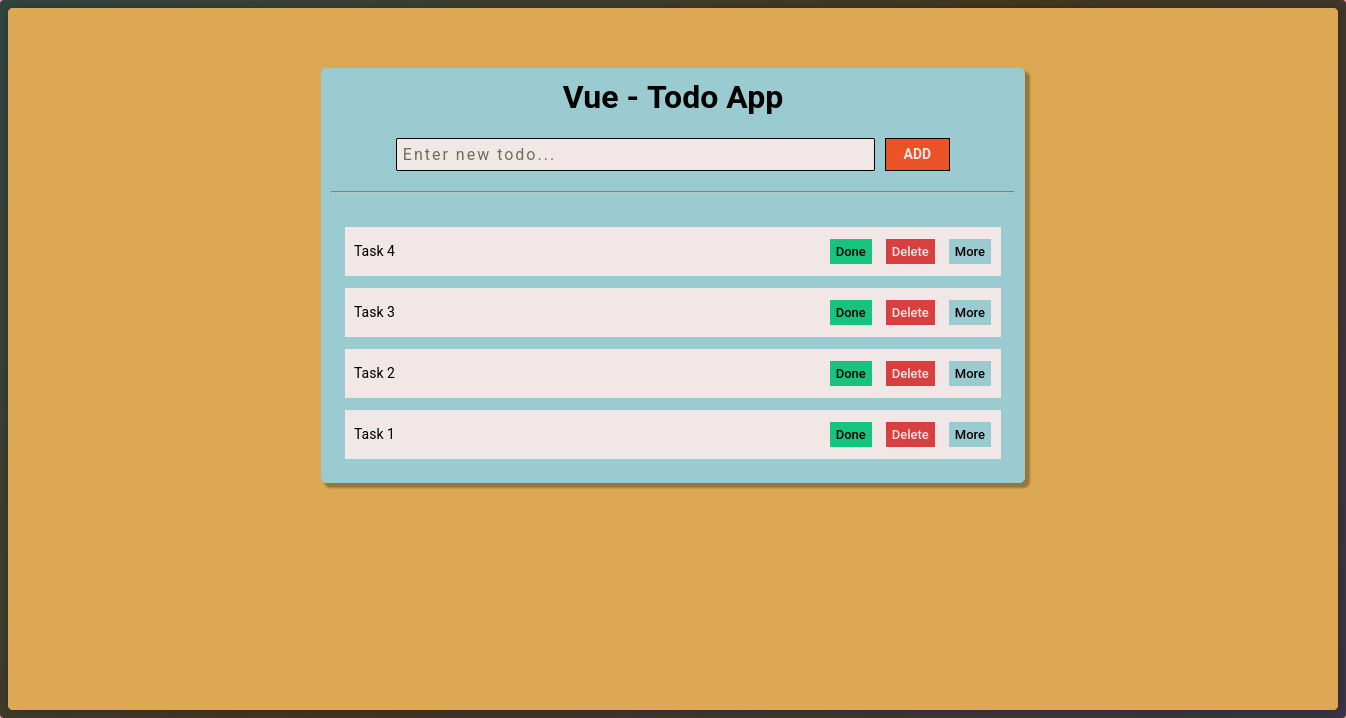 Vue - Todo App
Enter new todo... ADD
Task 4 Done Delete More
Task 3 Done Delete More
Task 2 Done Delete More
Task 1 Done Delete More